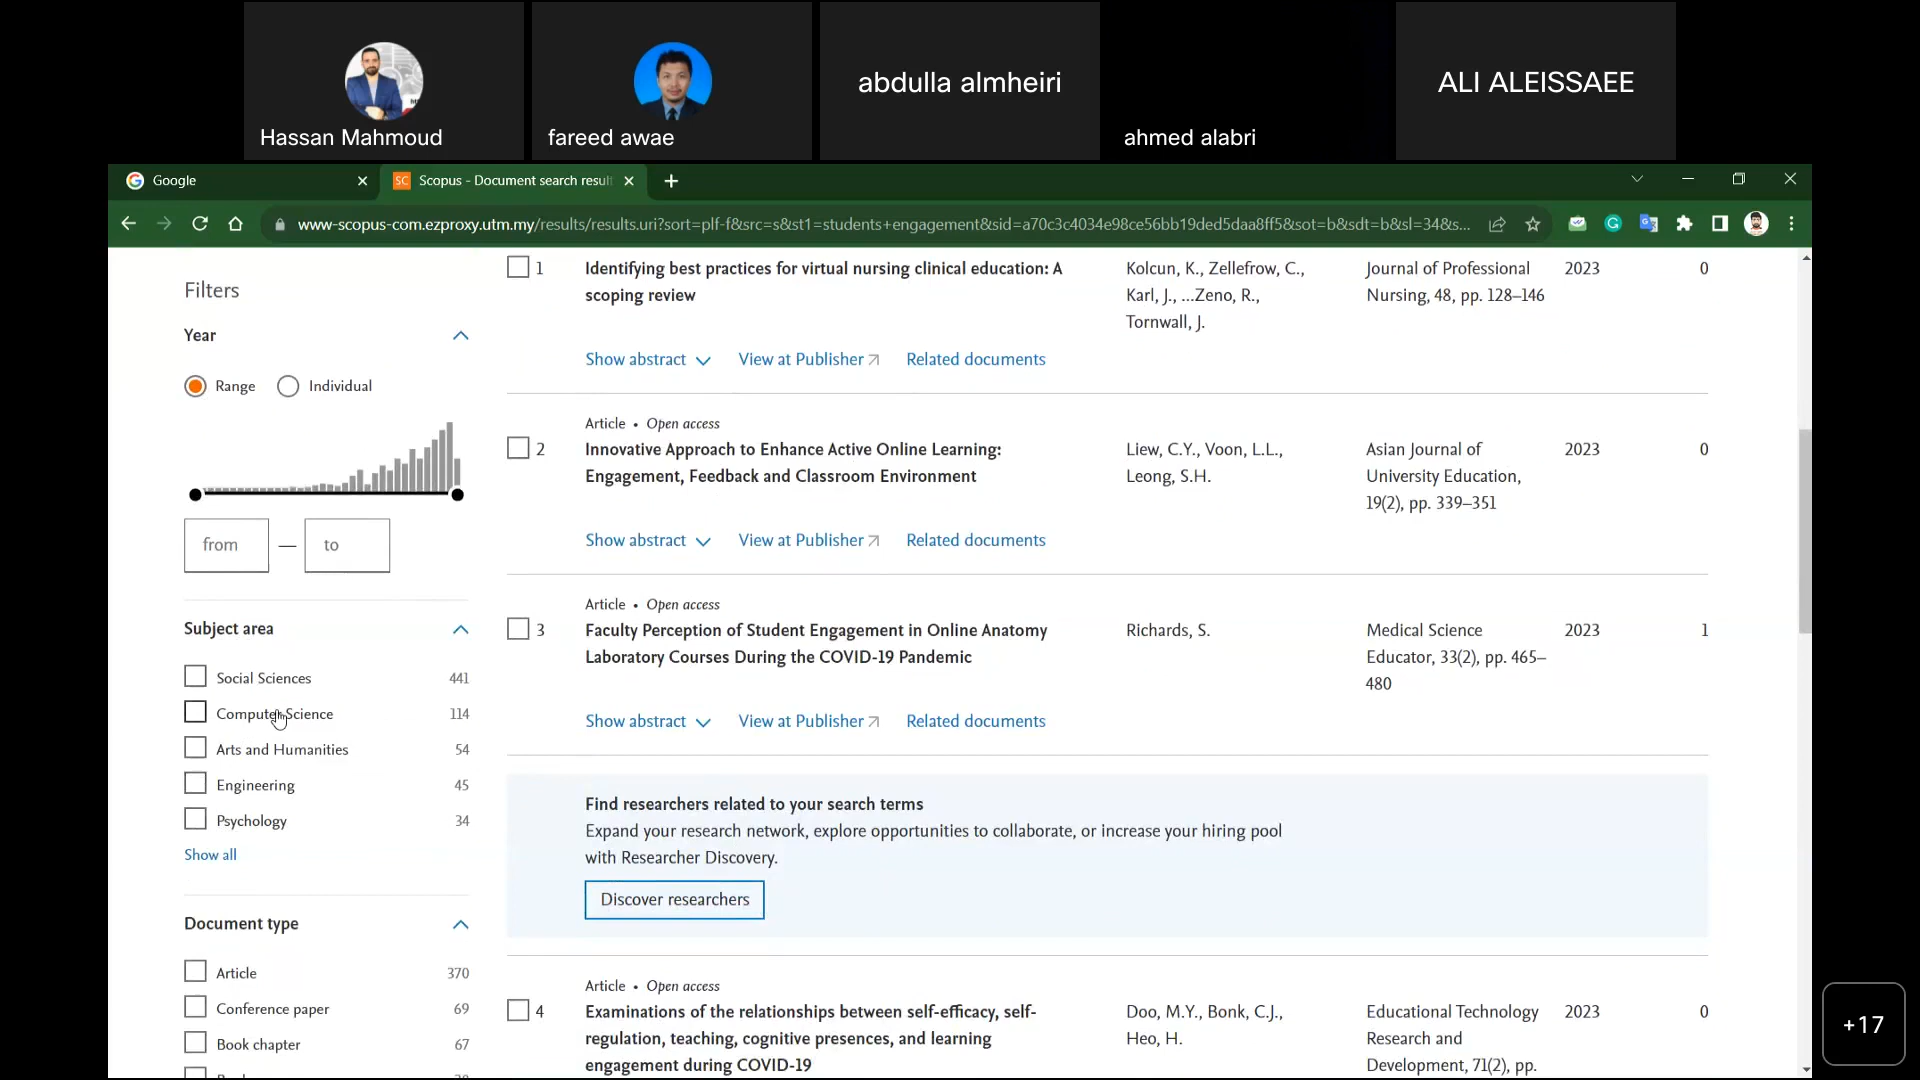 Hassan Mahmoud
fareed awae
abdulla almheiri
ahmed alabri
ALI ALEISSAEE
Google
SC Scopus - Document search resul
www-scopus-com.ezproxy.utm.my/results/results.uri?sort=plf-f&src=s&st1=students+engagement&sid=a70c3c4034e98ce56bb19ded5daa8ff5&sot=b&sdt=b&sl=34&s...
Filters
Year
Range
Individual
from — to
Subject area
Social Sciences 441
Computer Science 114
Arts and Humanities 54
Engineering 45
Psychology 34
Show all
Document type
Article 370
Conference paper 69
Book chapter 67
1 Identifying best practices for virtual nursing clinical education: A
scoping review
Kolcun, K., Zellefrow, C.,
Karl, J., ...Zeno, R.,
Tornwall, J.
Journal of Professional
Nursing, 48, pp. 128–146
2023
0
Show abstract View at Publisher Related documents
Article • Open access
2 Innovative Approach to Enhance Active Online Learning:
Engagement, Feedback and Classroom Environment
Liew, C.Y., Voon, L.L.,
Leong, S.H.
Asian Journal of
University Education,
19(2), pp. 339–351
2023
0
Show abstract View at Publisher Related documents
Article • Open access
3 Faculty Perception of Student Engagement in Online Anatomy
Laboratory Courses During the COVID-19 Pandemic
Richards, S.
Medical Science
Educator, 33(2), pp. 465–
480
2023
1
Show abstract View at Publisher Related documents
Find researchers related to your search terms
Expand your research network, explore opportunities to collaborate, or increase your hiring pool
with Researcher Discovery.
Discover researchers
Article • Open access
4 Examinations of the relationships between self-efficacy, self-
regulation, teaching, cognitive presences, and learning
engagement during COVID-19
Doo, M.Y., Bonk, C.J.,
Heo, H.
Educational Technology
Research and
Development, 71(2), pp.
2023
0
+17